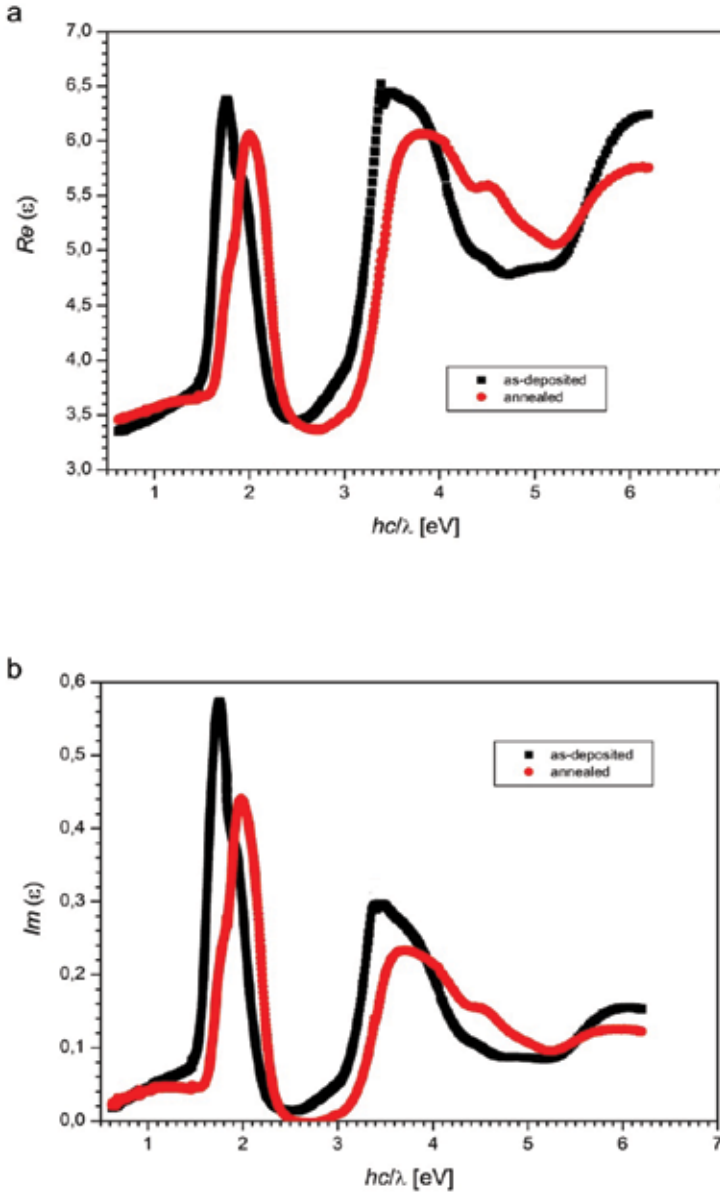 a
7,0
6,5
6,0
5,5
5,0
4,5
4,0
3,5
3,0
Re (ε)
as-deposited
annealed
1 2 3 4 5 6 7
hc/λ [eV]
b
0,6
0,5
0,4
0,3
0,2
0,1
0,0
Im (ε)
as-deposited
annealed
1 2 3 4 5 6 7
hc/λ [eV]